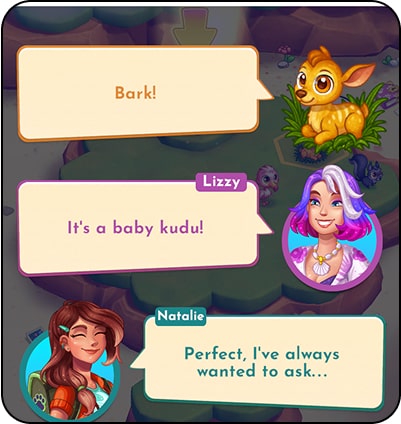 Bark!
Lizzy
It's a baby kudu!
Natalie
Perfect, I've always
wanted to ask...